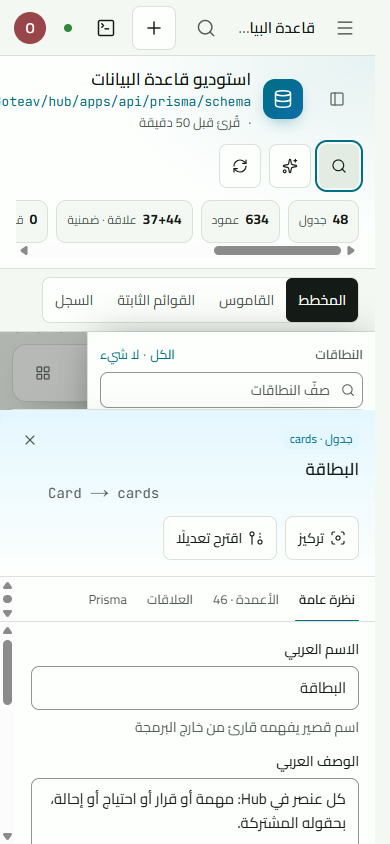 قاعدة البيا...
O
استوديو قاعدة البيانات
oteav/hub/apps/api/prisma/schema
· قُرئ قبل 50 دقيقة
48 جدول
634 عمود
37+44 علاقة · ضمنية
0
المخطط
القاموس
القوائم الثابتة
السجل
النطاقات
الكل · لا شيء
صفّ النطاقات
جدول · cards
البطاقة
Card → cards
تركيز
اقترح تعديلًا
نظرة عامة
الأعمدة · 46
العلاقات
Prisma
الاسم العربي
البطاقة
اسم قصير يفهمه قارئ من خارج البرمجة
الوصف العربي
كل عنصر في Hub: مهمة أو قرار أو احتياج أو إحالة،
بحقوله المشتركة.